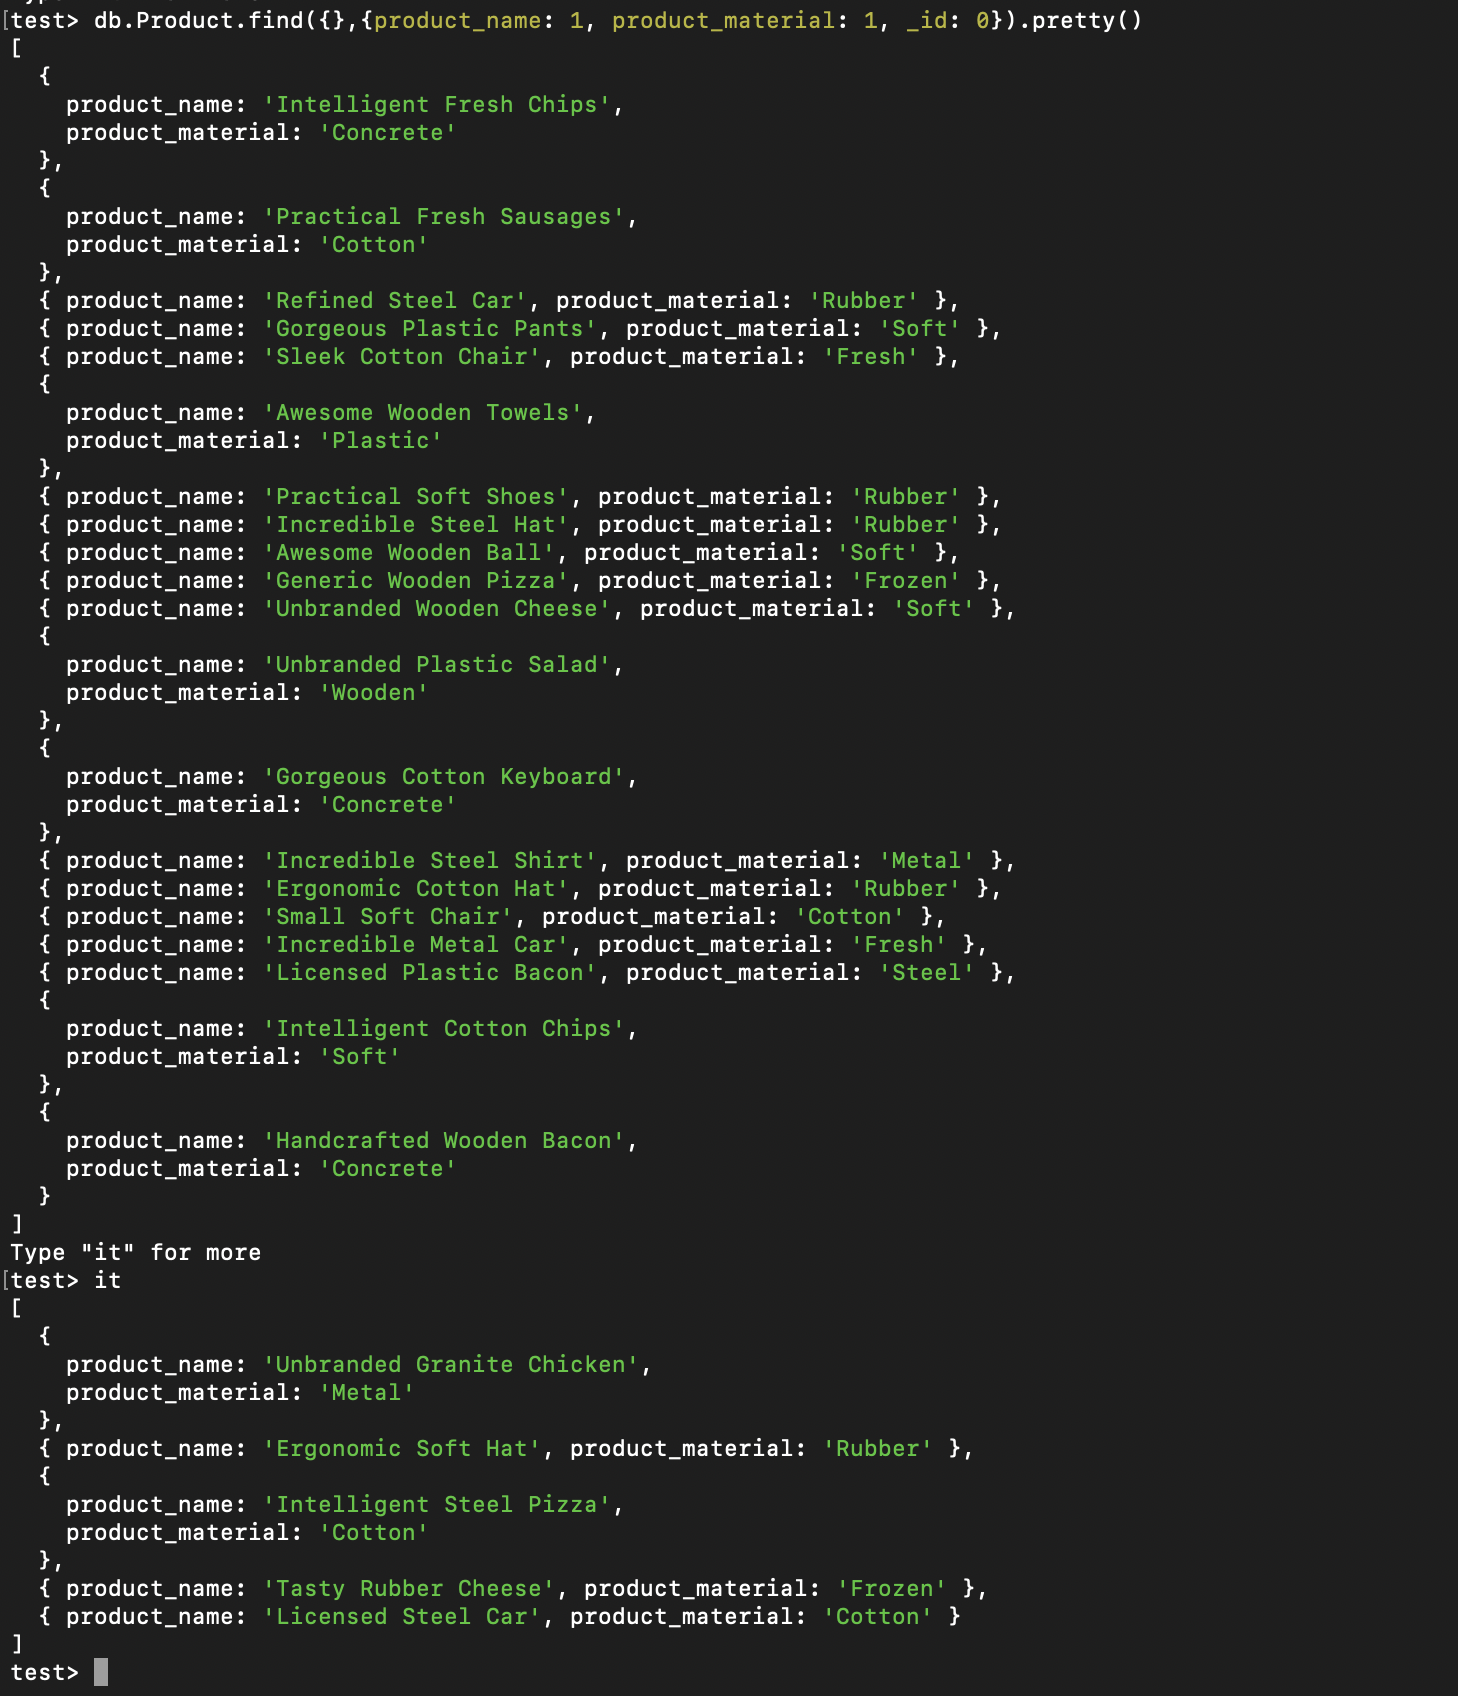 [test> db.Product.find({},{product_name: 1, product_material: 1, _id: 0}).pretty()
[
  {
    product_name: 'Intelligent Fresh Chips',
    product_material: 'Concrete'
  },
  {
    product_name: 'Practical Fresh Sausages',
    product_material: 'Cotton'
  },
  { product_name: 'Refined Steel Car', product_material: 'Rubber' },
  { product_name: 'Gorgeous Plastic Pants', product_material: 'Soft' },
  { product_name: 'Sleek Cotton Chair', product_material: 'Fresh' },
  {
    product_name: 'Awesome Wooden Towels',
    product_material: 'Plastic'
  },
  { product_name: 'Practical Soft Shoes', product_material: 'Rubber' },
  { product_name: 'Incredible Steel Hat', product_material: 'Rubber' },
  { product_name: 'Awesome Wooden Ball', product_material: 'Soft' },
  { product_name: 'Generic Wooden Pizza', product_material: 'Frozen' },
  { product_name: 'Unbranded Wooden Cheese', product_material: 'Soft' },
  {
    product_name: 'Unbranded Plastic Salad',
    product_material: 'Wooden'
  },
  {
    product_name: 'Gorgeous Cotton Keyboard',
    product_material: 'Concrete'
  },
  { product_name: 'Incredible Steel Shirt', product_material: 'Metal' },
  { product_name: 'Ergonomic Cotton Hat', product_material: 'Rubber' },
  { product_name: 'Small Soft Chair', product_material: 'Cotton' },
  { product_name: 'Incredible Metal Car', product_material: 'Fresh' },
  { product_name: 'Licensed Plastic Bacon', product_material: 'Steel' },
  {
    product_name: 'Intelligent Cotton Chips',
    product_material: 'Soft'
  },
  {
    product_name: 'Handcrafted Wooden Bacon',
    product_material: 'Concrete'
  }
]
Type "it" for more
[test> it
[
  {
    product_name: 'Unbranded Granite Chicken',
    product_material: 'Metal'
  },
  { product_name: 'Ergonomic Soft Hat', product_material: 'Rubber' },
  {
    product_name: 'Intelligent Steel Pizza',
    product_material: 'Cotton'
  },
  { product_name: 'Tasty Rubber Cheese', product_material: 'Frozen' },
  { product_name: 'Licensed Steel Car', product_material: 'Cotton' }
]
test>